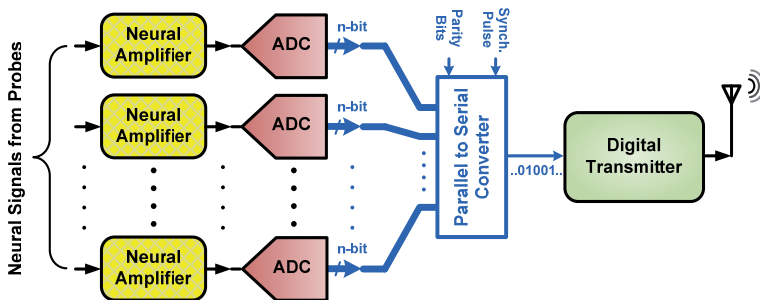 Neural Signals from Probes
Neural
Amplifier
ADC
n-bit
Neural
Amplifier
ADC
n-bit
Neural
Amplifier
ADC
n-bit
Parity
Bits
Synch.
Pulse
Parallel to Serial
Converter
..01001..
Digital
Transmitter